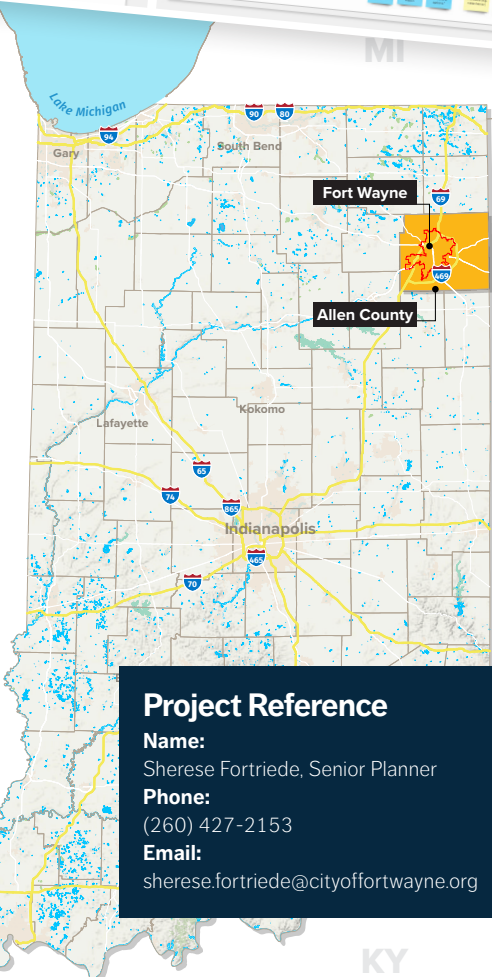 MI
Lake Michigan
90
80
94
Gary
South Bend
Fort Wayne
69
469
Allen County
Kokomo
Lafayette
65
74
865
Indianapolis
465
70
Project Reference
Name:
Sherese Fortriede, Senior Planner
Phone:
(260) 427-2153
Email:
sherese.fortriede@cityoffortwayne.org
KY